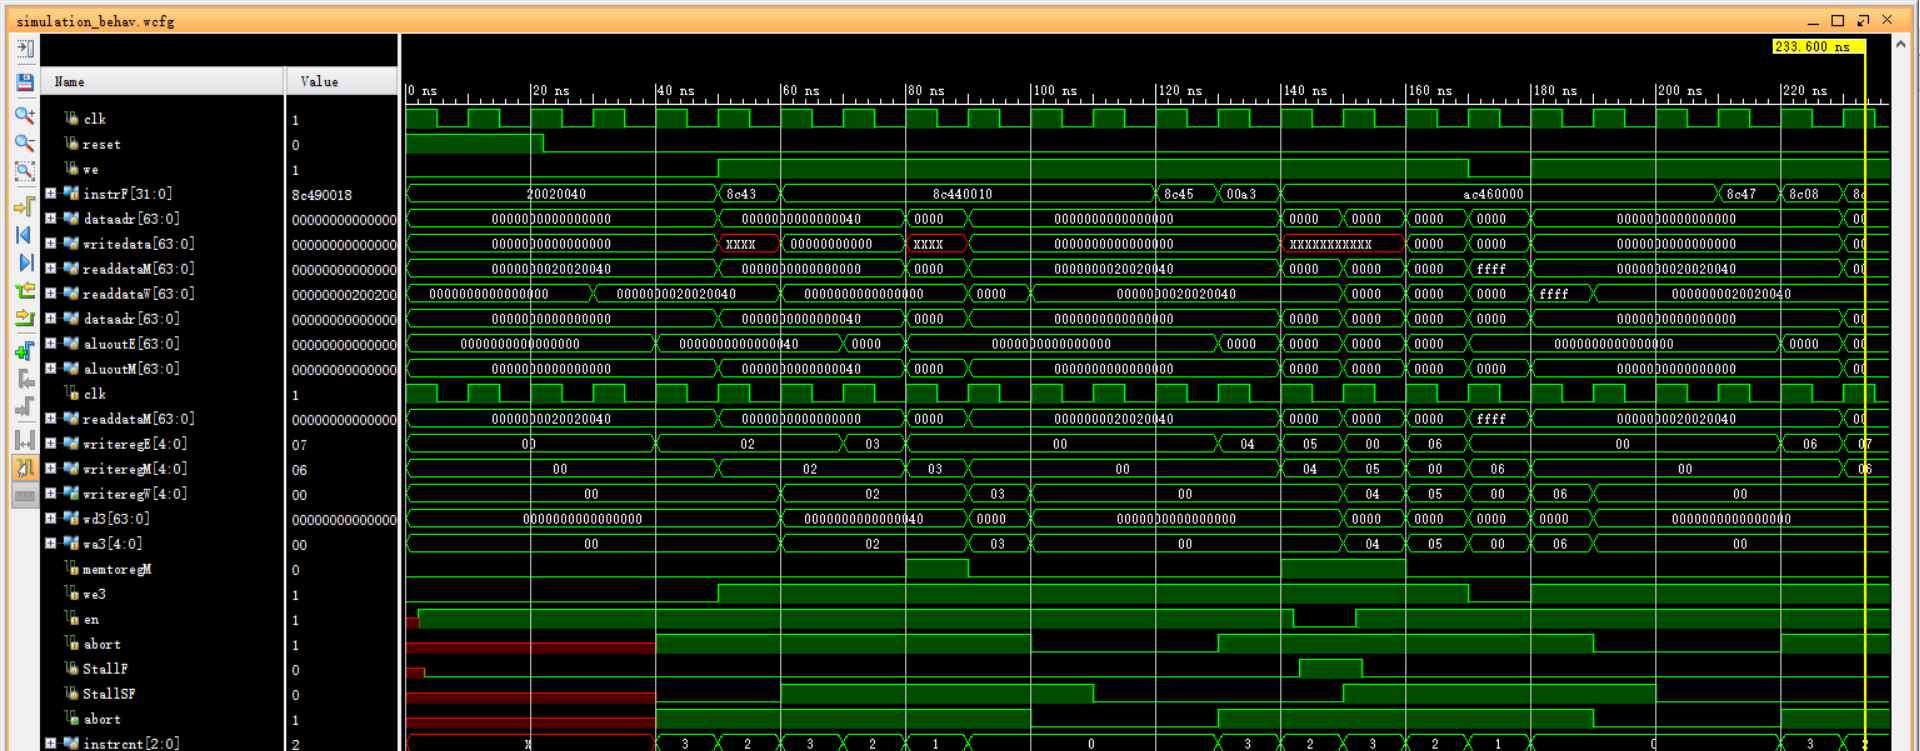 simulation_behav.wcfg
233.600 ns
Name Value
0 ns 20 ns 40 ns 60 ns 80 ns 100 ns 120 ns 140 ns 160 ns 180 ns 200 ns 220 ns
clk 1
reset 0
we 1
instrF[31:0] 8c490018 20020040 8c43 8c440010 8c45 00a3 ac460000 8c47 8c08 8c
dataadr[63:0] 00000000000000 0000000000000000 0000000000000040 0000 0000000000000000 0000 0000 0000 0000 0000000000000000 00
writedata[63:0] 00000000000000 0000000000000000 XXXX 00000000000 XXXX 0000000000000000 XXXXXXXXXXX 0000 0000 0000000000000000 00
readdataM[63:0] 00000000000000 0000000020020040 0000000000000000 0000 0000000020020040 0000 0000 0000 ffff 0000000020020040 00
readdataW[63:0] 00000000200200 0000000000000000 0000000020020040 0000000000000000 0000 0000000020020040 0000 0000 0000 ffff 0000000020020040
dataadr[63:0] 00000000000000 0000000000000000 0000000000000040 0000 0000000000000000 0000 0000 0000 0000 0000000000000000 00
aluoutE[63:0] 00000000000000 0000000000000000 0000000000000040 0000 0000000000000000 0000 0000 0000 0000 0000000000000000 0000 00
aluoutM[63:0] 00000000000000 0000000000000000 0000000000000040 0000 0000000000000000 0000 0000 0000 0000 0000000000000000 00
clk 1
readdataM[63:0] 00000000000000 0000000020020040 0000000000000000 0000 0000000020020040 0000 0000 0000 ffff 0000000020020040 00
writeregE[4:0] 07 00 02 03 00 04 05 00 06 00 06 07
writeregM[4:0] 06 00 02 03 00 04 05 00 06 00 06
writeregW[4:0] 00 00 02 03 00 04 05 00 06 00
wd3[63:0] 00000000000000 0000000000000000 0000000000000040 0000 0000000000000000 0000 0000 0000 0000 0000000000000000
wa3[4:0] 00 00 02 03 00 04 05 00 06 00
memtoregM 0
we3 1
en 1
abort 1
StallF 0
StallSF 0
abort 1
instrcnt[2:0] 2 X 3 2 3 2 1 0 3 2 3 2 1 0 3